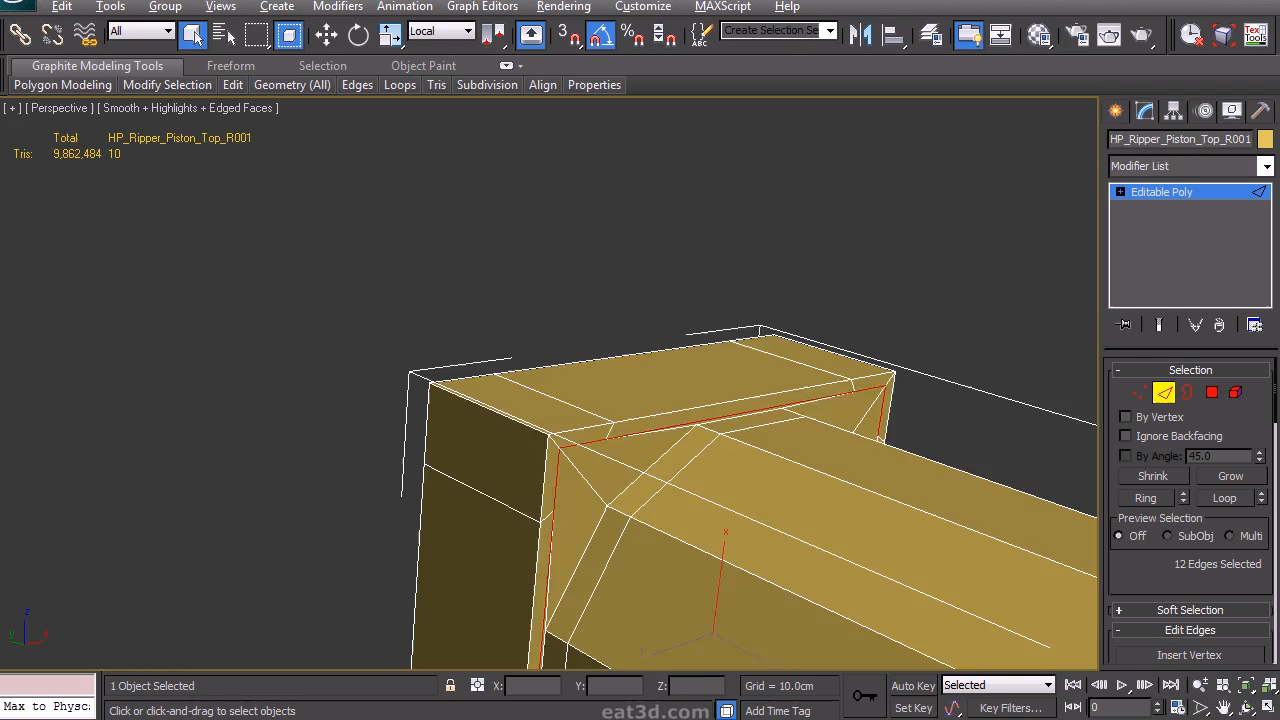 Edit Tools Group Views Create Modifiers Animation Graph Editors Rendering Customize MAXScript Help
All Local 3 ABC Create Selection Se Tex Tools
Graphite Modeling Tools Freeform Selection Object Paint
Polygon Modeling Modify Selection Edit Geometry (All) Edges Loops Tris Subdivision Align Properties
[ + ] [ Perspective ] [ Smooth + Highlights + Edged Faces ]
Total HP_Ripper_Piston_Top_R001
Tris: 9,862,484 10
HP_Ripper_Piston_Top_R001
Modifier List
Editable Poly
- Selection
By Vertex
Ignore Backfacing
By Angle: 45.0
Shrink Grow
Ring Loop
Preview Selection
Off SubObj Multi
12 Edges Selected
+ Soft Selection
- Edit Edges
Insert Vertex
x
z
y x
1 Object Selected X: Y: Z: Grid = 10.0cm Auto Key Selected
Max to Physc Click or click-and-drag to select objects eat3d.com Add Time Tag Set Key Key Filters... 0